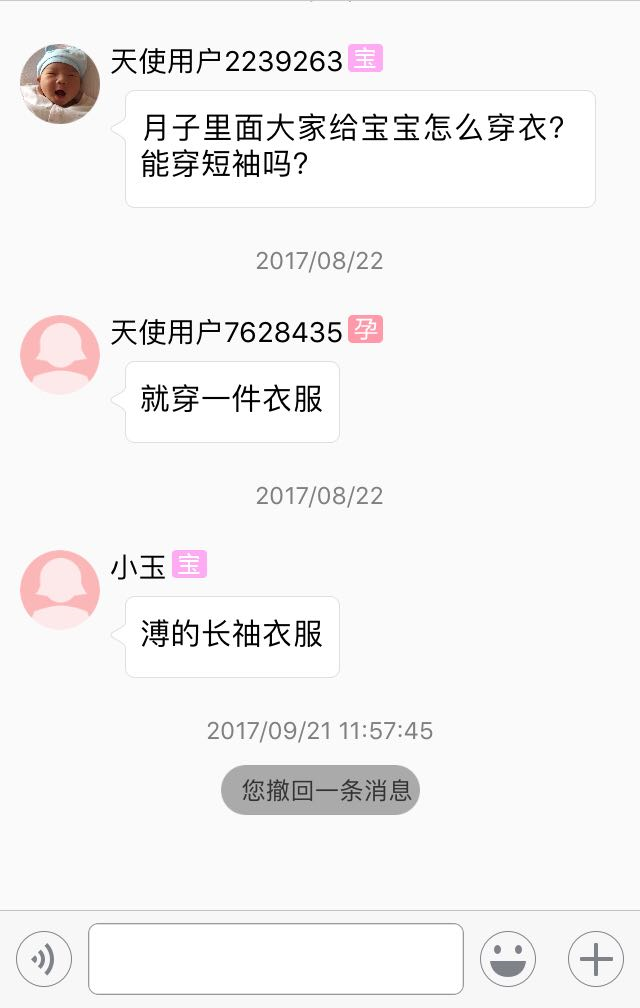 天使用户2239263 宝
月子里面大家给宝宝怎么穿衣?
能穿短袖吗?
2017/08/22
天使用户7628435 孕
就穿一件衣服
2017/08/22
小玉 宝
溥的长袖衣服
2017/09/21 11:57:45
您撤回一条消息